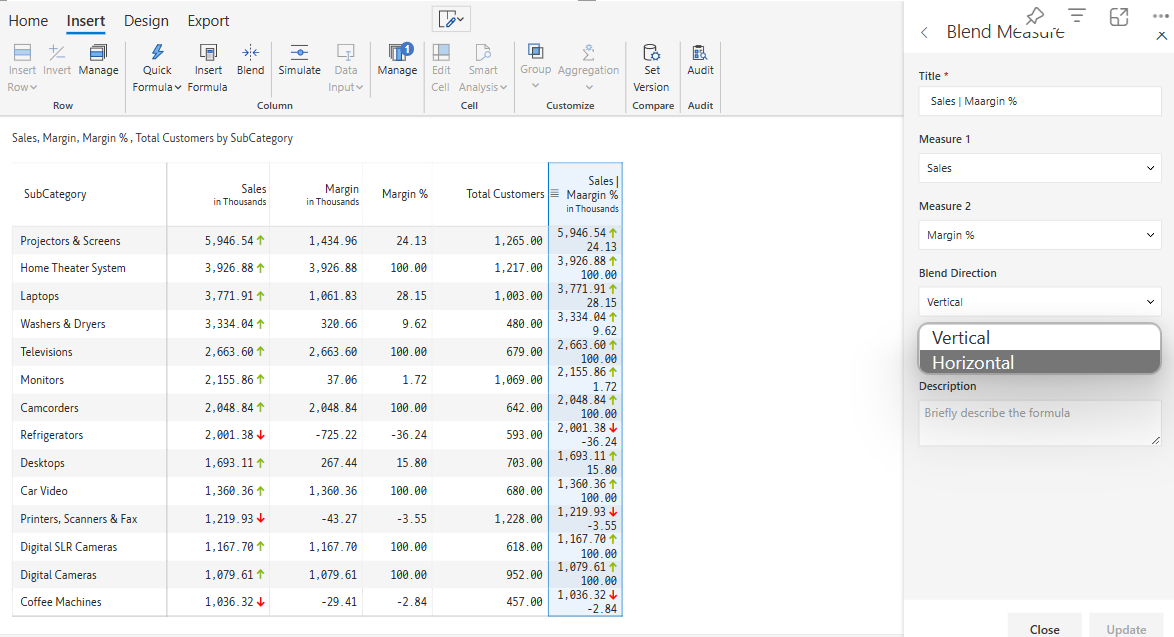 Home Insert Design Export
Insert Row
Invert
Manage
Row
Quick Formula
Insert Formula
Blend
Simulate
Data Input
Column
Manage 1
Edit Cell
Smart Analysis
Cell
Group
Aggregation
Customize
Set Version
Compare
Audit
Audit
Sales, Margin, Margin % , Total Customers by SubCategory
SubCategory Sales in Thousands Margin in Thousands Margin % Total Customers Sales | Maargin % in Thousands
Projectors & Screens 5,946.54 1,434.96 24.13 1,265.00 5,946.54 24.13
Home Theater System 3,926.88 3,926.88 100.00 1,217.00 3,926.88 100.00
Laptops 3,771.91 1,061.83 28.15 1,003.00 3,771.91 28.15
Washers & Dryers 3,334.04 320.66 9.62 480.00 3,334.04 9.62
Televisions 2,663.60 2,663.60 100.00 679.00 2,663.60 100.00
Monitors 2,155.86 37.06 1.72 1,069.00 2,155.86 1.72
Camcorders 2,048.84 2,048.84 100.00 642.00 2,048.84 100.00
Refrigerators 2,001.38 -725.22 -36.24 593.00 2,001.38 -36.24
Desktops 1,693.11 267.44 15.80 703.00 1,693.11 15.80
Car Video 1,360.36 1,360.36 100.00 680.00 1,360.36 100.00
Printers, Scanners & Fax 1,219.93 -43.27 -3.55 1,228.00 1,219.93 -3.55
Digital SLR Cameras 1,167.70 1,167.70 100.00 618.00 1,167.70 100.00
Digital Cameras 1,079.61 1,079.61 100.00 952.00 1,079.61 100.00
Coffee Machines 1,036.32 -29.41 -2.84 457.00 1,036.32 -2.84
Blend Measure
Title *
Sales | Maargin %
Measure 1
Sales
Measure 2
Margin %
Blend Direction
Vertical
Vertical
Horizontal
Description
Briefly describe the formula
Close Update